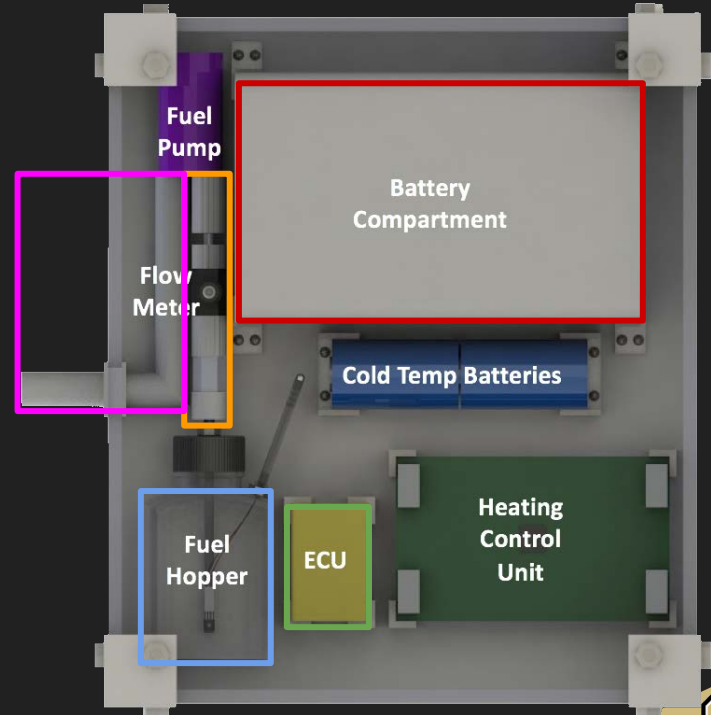 Fuel
Pump
Battery
Compartment
Flow
Meter
Cold Temp Batteries
Heating
Control
Unit
Fuel
Hopper
ECU